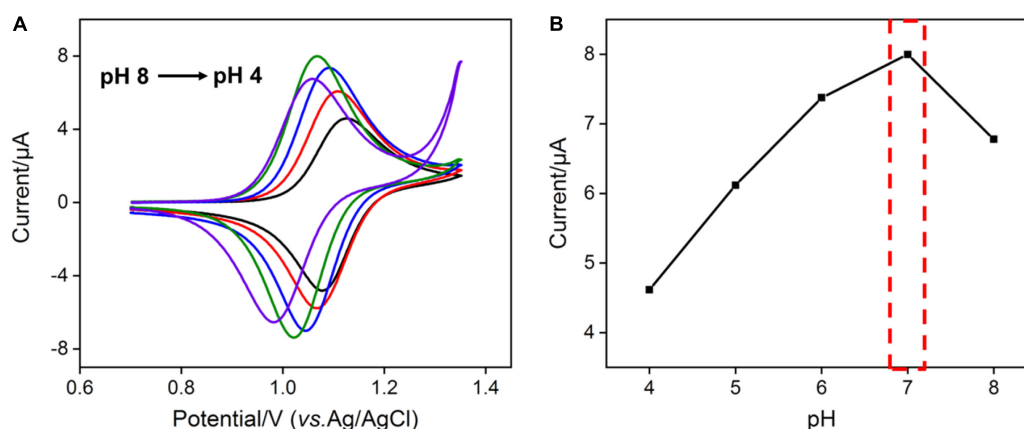 A
pH 8 → pH 4
8
4
0
-4
-8
0.6 0.8 1.0 1.2 1.4
Current/µA
Potential/V (vs.Ag/AgCl)
B
8
7
6
5
4
4 5 6 7 8
Current/µA
pH